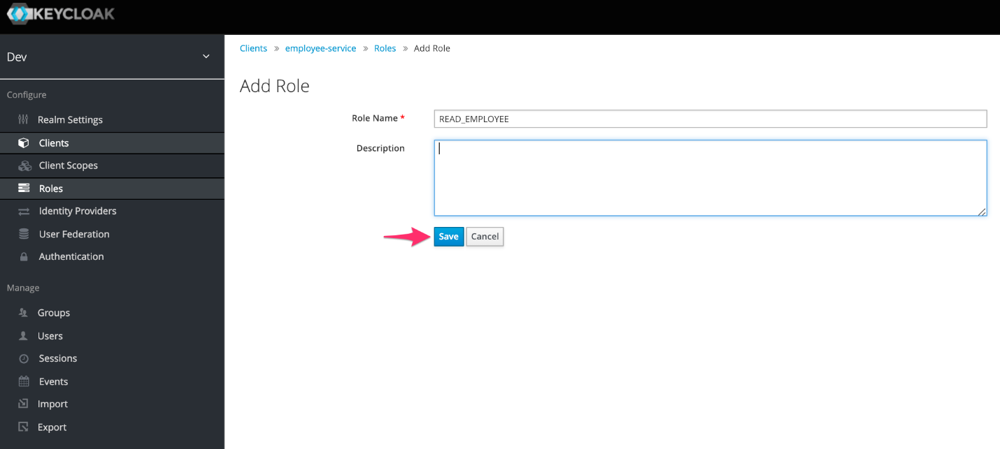 KEYCLOAK
Dev
Configure
Realm Settings
Clients
Client Scopes
Roles
Identity Providers
User Federation
Authentication
Manage
Groups
Users
Sessions
Events
Import
Export
Clients » employee-service » Roles » Add Role
Add Role
Role Name * READ_EMPLOYEE
Description
Save Cancel